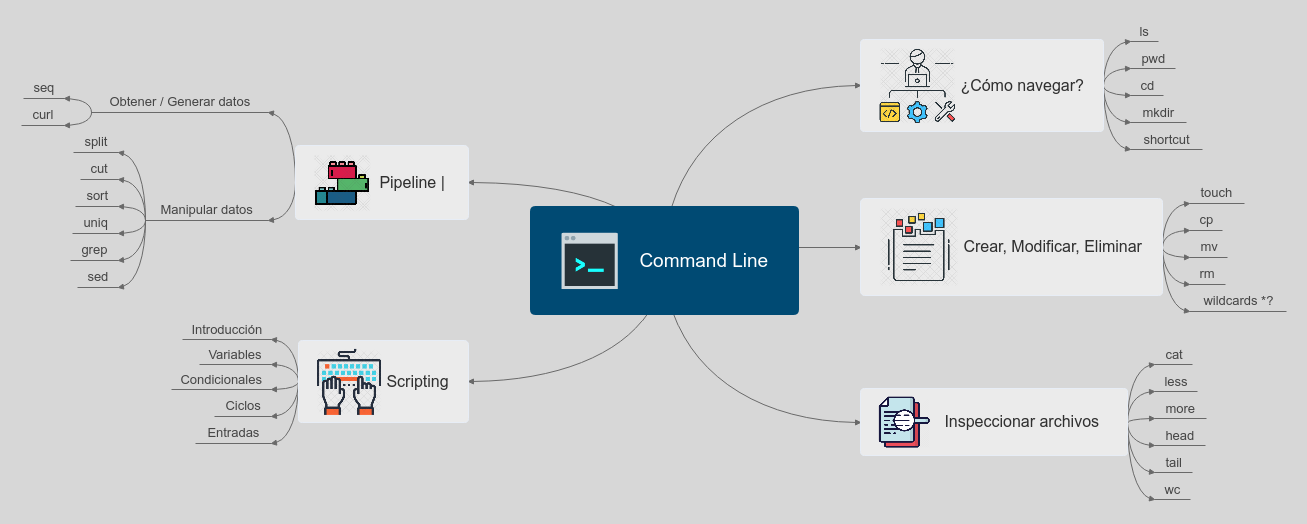 Command Line
¿Cómo navegar?
ls
pwd
cd
mkdir
shortcut
Crear, Modificar, Eliminar
touch
cp
mv
rm
wildcards *?
Inspeccionar archivos
cat
less
more
head
tail
wc
Pipeline |
Obtener / Generar datos
seq
curl
Manipular datos
split
cut
sort
uniq
grep
sed
Scripting
Introducción
Variables
Condicionales
Ciclos
Entradas